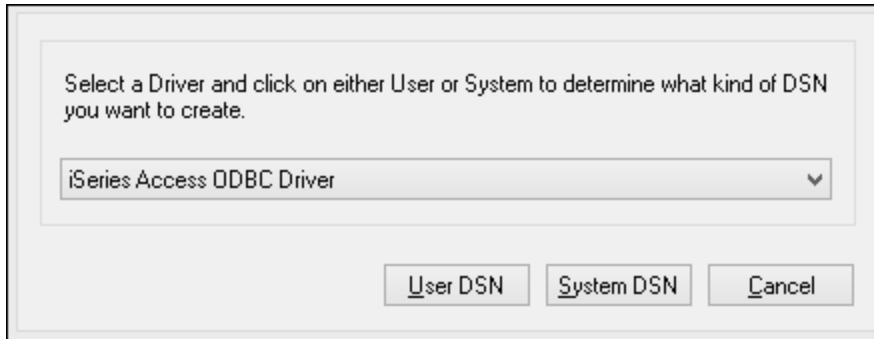 Select a Driver and click on either User or System to determine what kind of DSN
you want to create.
iSeries Access ODBC Driver
User DSN System DSN Cancel